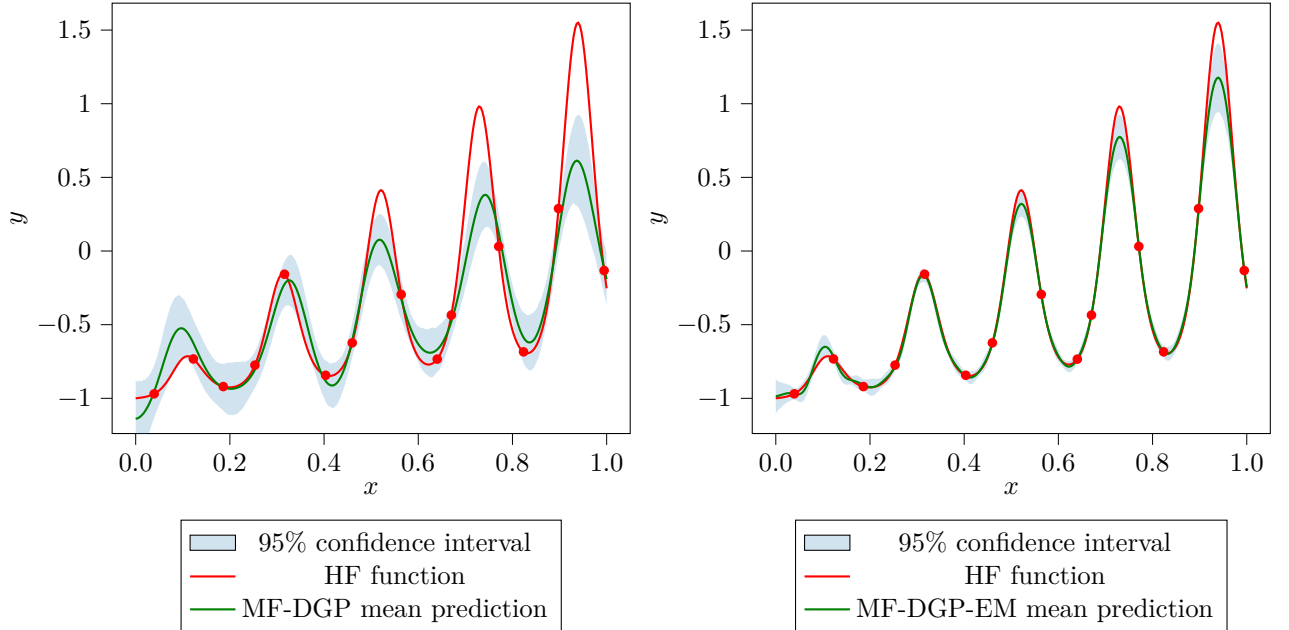 1.5
1
0.5
0
−0.5
−1
y
0.0 0.2 0.4 0.6 0.8 1.0
x
95% confidence interval
HF function
MF-DGP mean prediction
1.5
1
0.5
0
−0.5
−1
y
0.0 0.2 0.4 0.6 0.8 1.0
x
95% confidence interval
HF function
MF-DGP-EM mean prediction